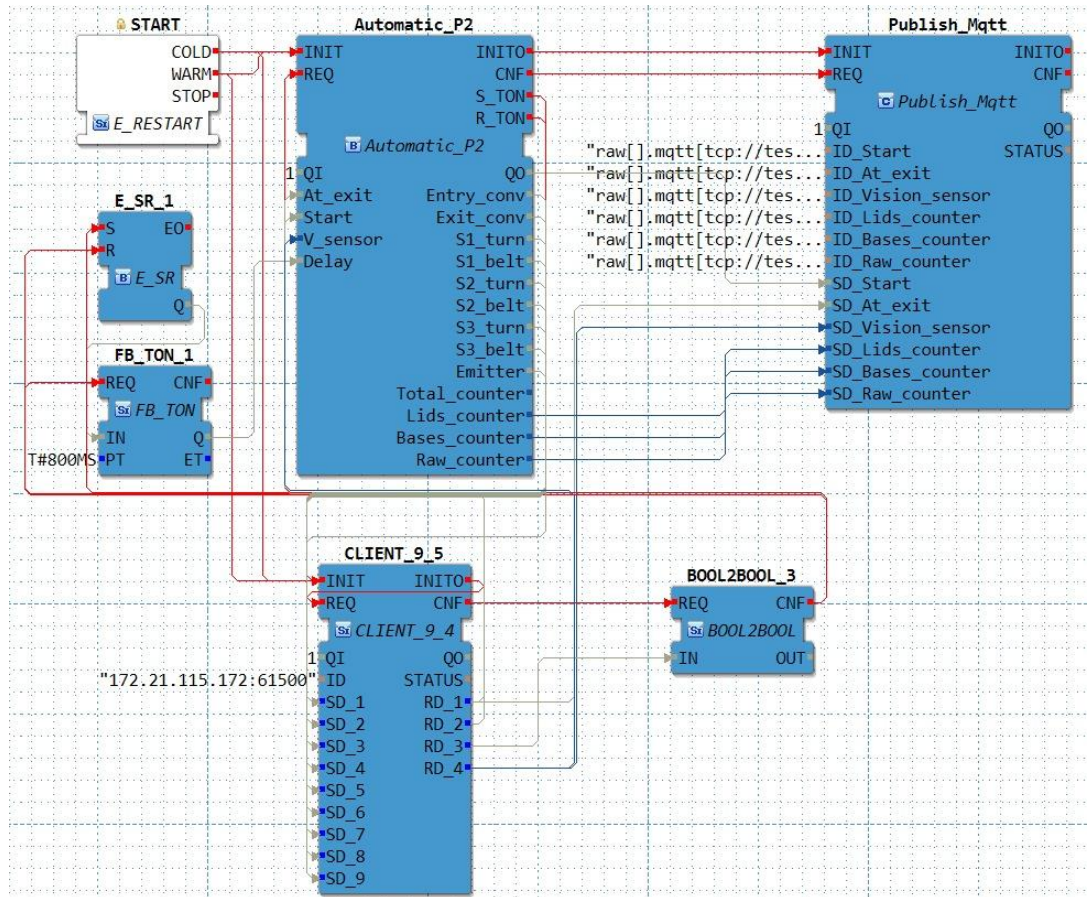 START
COLD
WARM
STOP
E_RESTART
Automatic_P2
INIT INITO
REQ CNF
S_TON
R_TON
Automatic_P2
1 QI QO
At_exit Entry_conv
Start Exit_conv
V_sensor S1_turn
Delay S1_belt
S2_turn
S2_belt
S3_turn
S3_belt
Emitter
Total_counter
Lids_counter
Bases_counter
Raw_counter
Publish_Mqtt
INIT INITO
REQ CNF
Publish_Mqtt
1 QI QO
"raw[].mqtt[tcp://tes... ID_Start STATUS
"raw[].mqtt[tcp://tes... ID_At_exit
"raw[].mqtt[tcp://tes... ID_Vision_sensor
"raw[].mqtt[tcp://tes... ID_Lids_counter
"raw[].mqtt[tcp://tes... ID_Bases_counter
"raw[].mqtt[tcp://tes... ID_Raw_counter
SD_Start
SD_At_exit
SD_Vision_sensor
SD_Lids_counter
SD_Bases_counter
SD_Raw_counter
E_SR_1
S EO
R
E_SR
Q
FB_TON_1
REQ CNF
FB_TON
IN Q
T#800MS PT ET
CLIENT_9_5
INIT INITO
REQ CNF
CLIENT_9_4
1 QI QO
"172.21.115.172:61500" ID STATUS
SD_1 RD_1
SD_2 RD_2
SD_3 RD_3
SD_4 RD_4
SD_5
SD_6
SD_7
SD_8
SD_9
BOOL2BOOL_3
REQ CNF
BOOL2BOOL
IN OUT